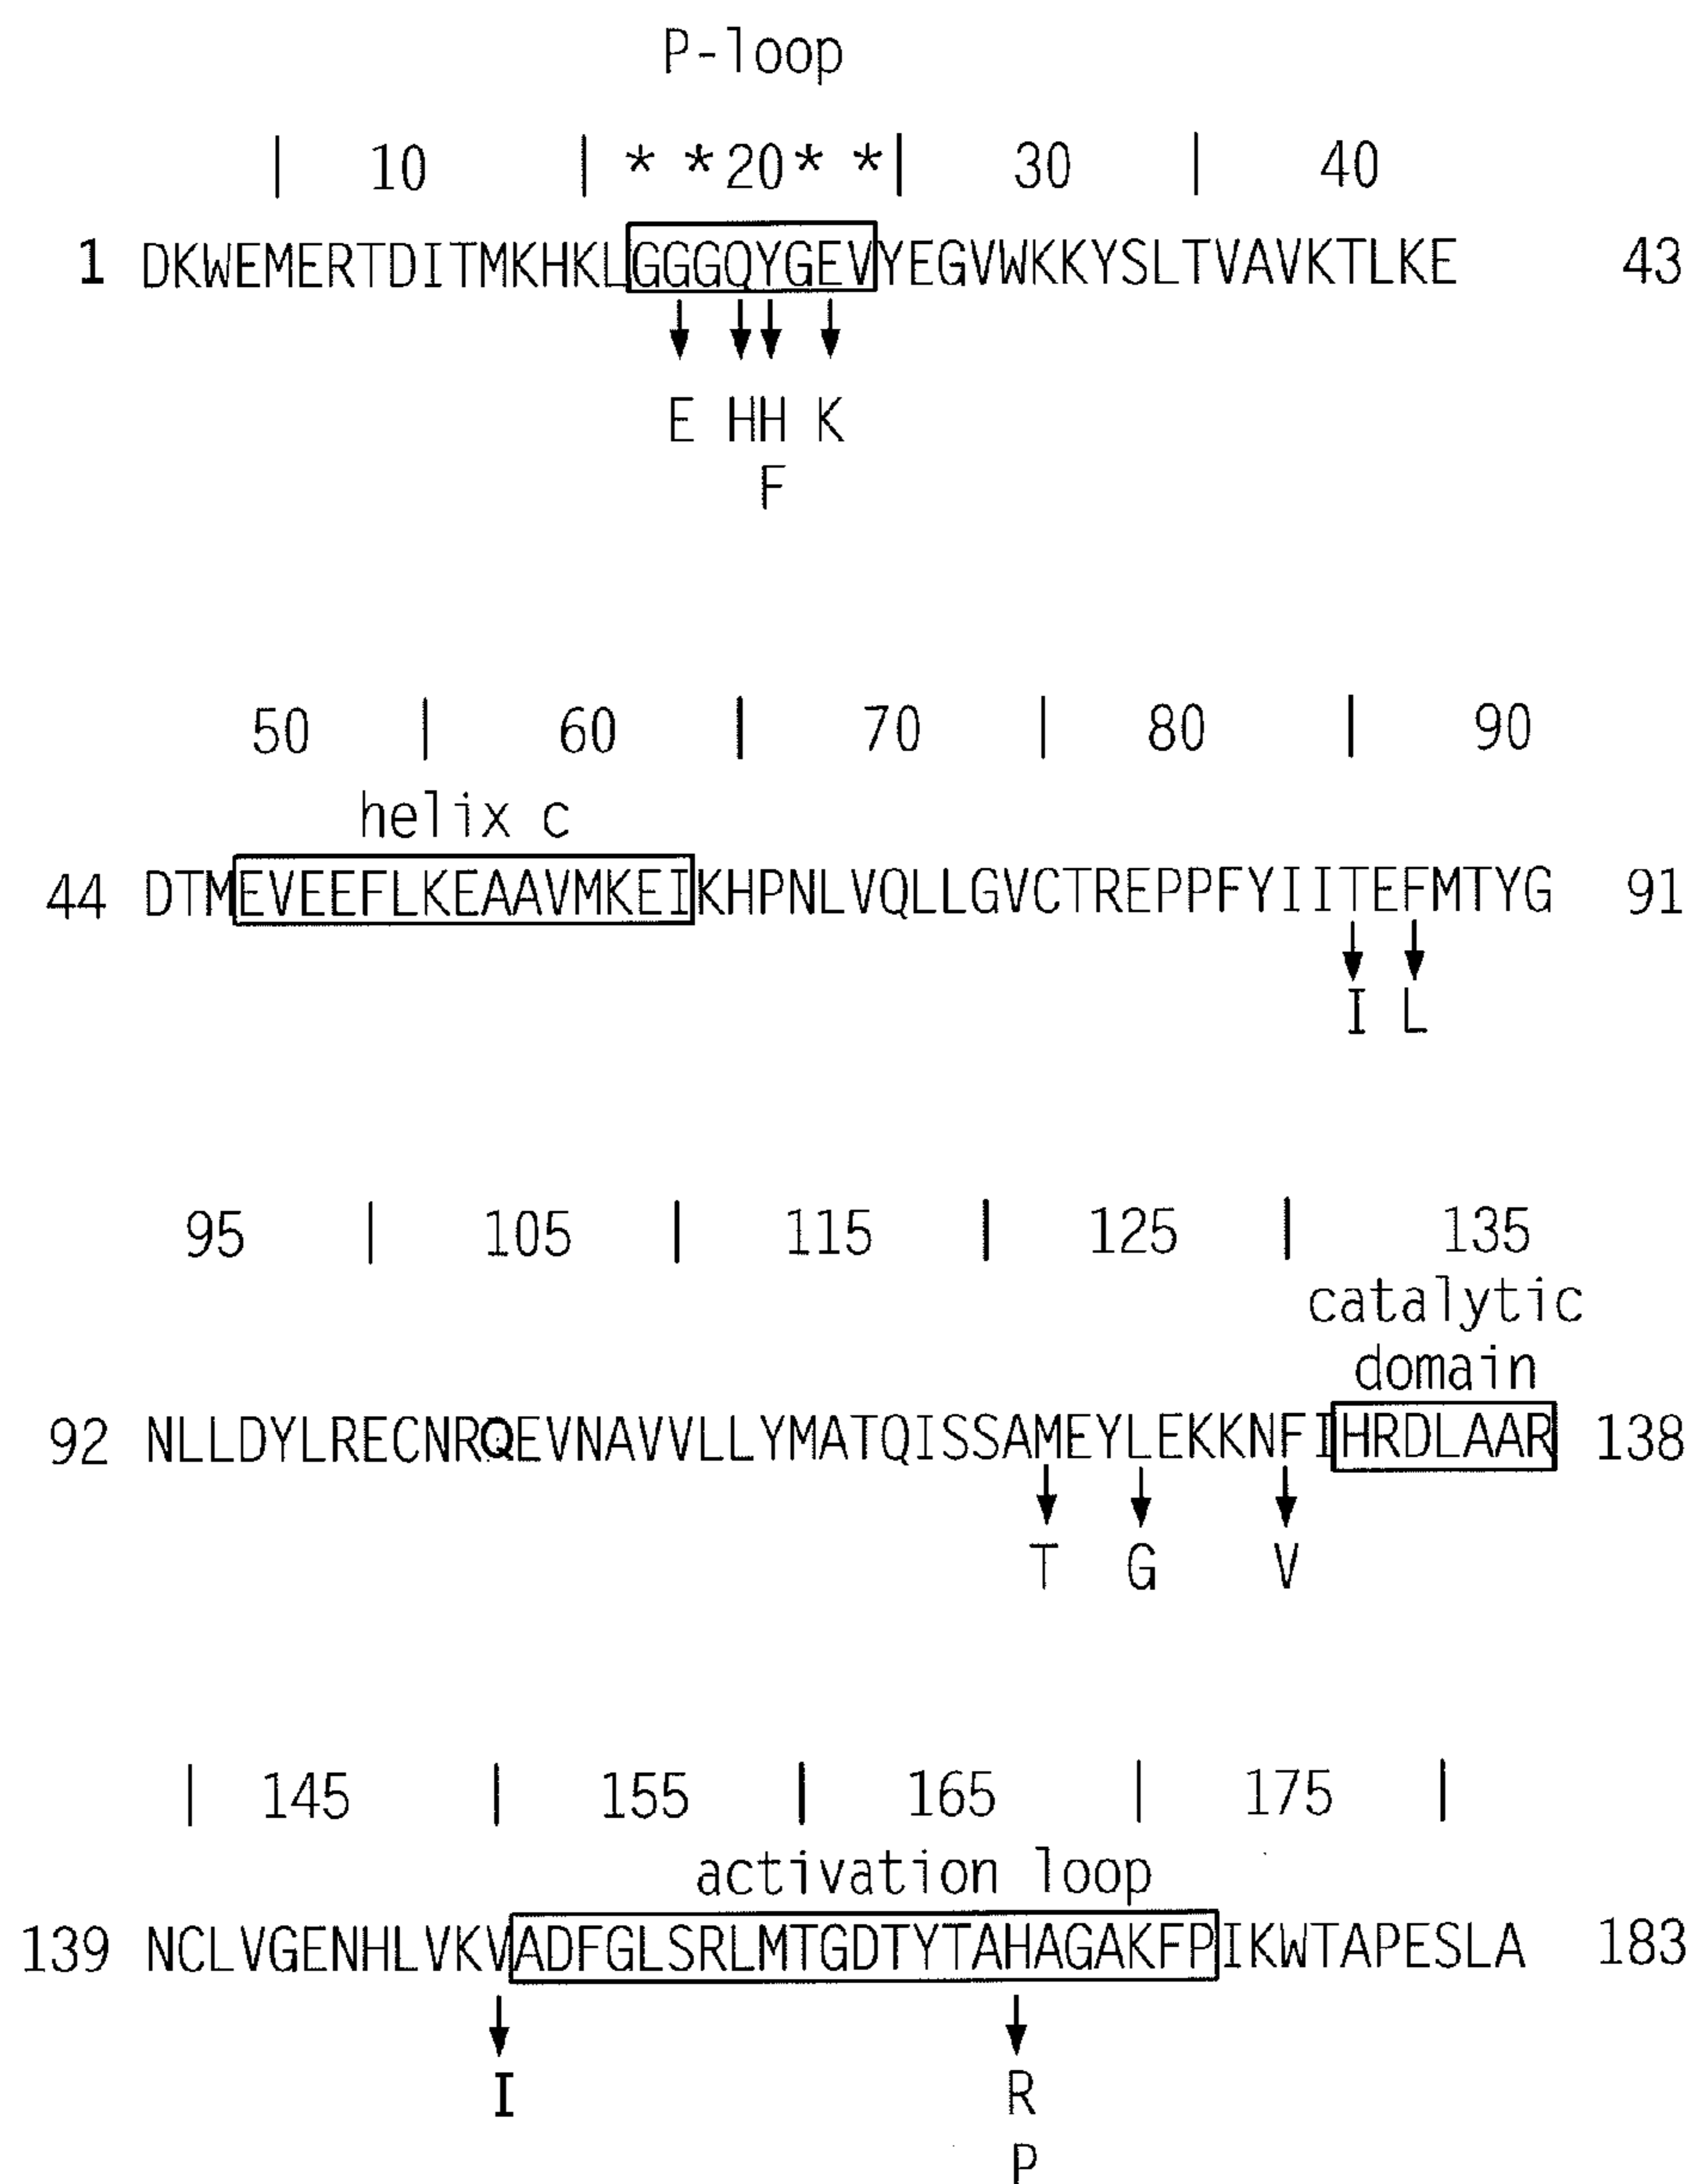 P-loop
| 10 | * *20* *| 30 | 40
1 DKWEMERTDITMKHKLGGGQYGEVYEGVWKKYSLTVAVKTLKE 43
E HH K
F
50 | 60 | 70 | 80 | 90
helix c
44 DTMEVEEFLKEAAVMKEIKHPNLVQLLGVCTREPPFYIITEFMTYG 91
I L
95 | 105 | 115 | 125 | 135
catalytic
domain
92 NLLDYLRECNRQEVNAVVLLYMATQISSAMEYLEKKNFIHRDLAAR 138
T G V
| 145 | 155 | 165 | 175 |
activation loop
139 NCLVGENHLVKVADFGLSRLMTGDTYTAHAGAKFPIKWTAPESLA 183
I R
P